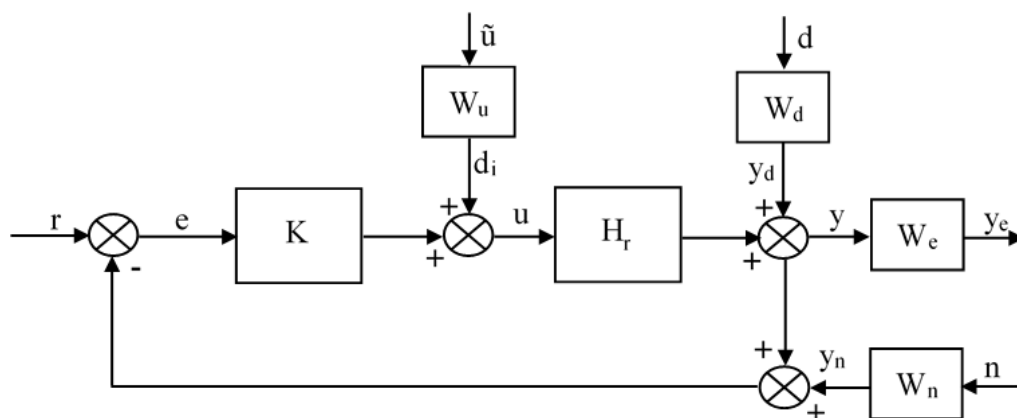 ũ
d
W_u
W_d
d_i
y_d
r
e
K
+
+
u
H_r
+
+
y
W_e
y_e
-
+
+
y_n
W_n
n